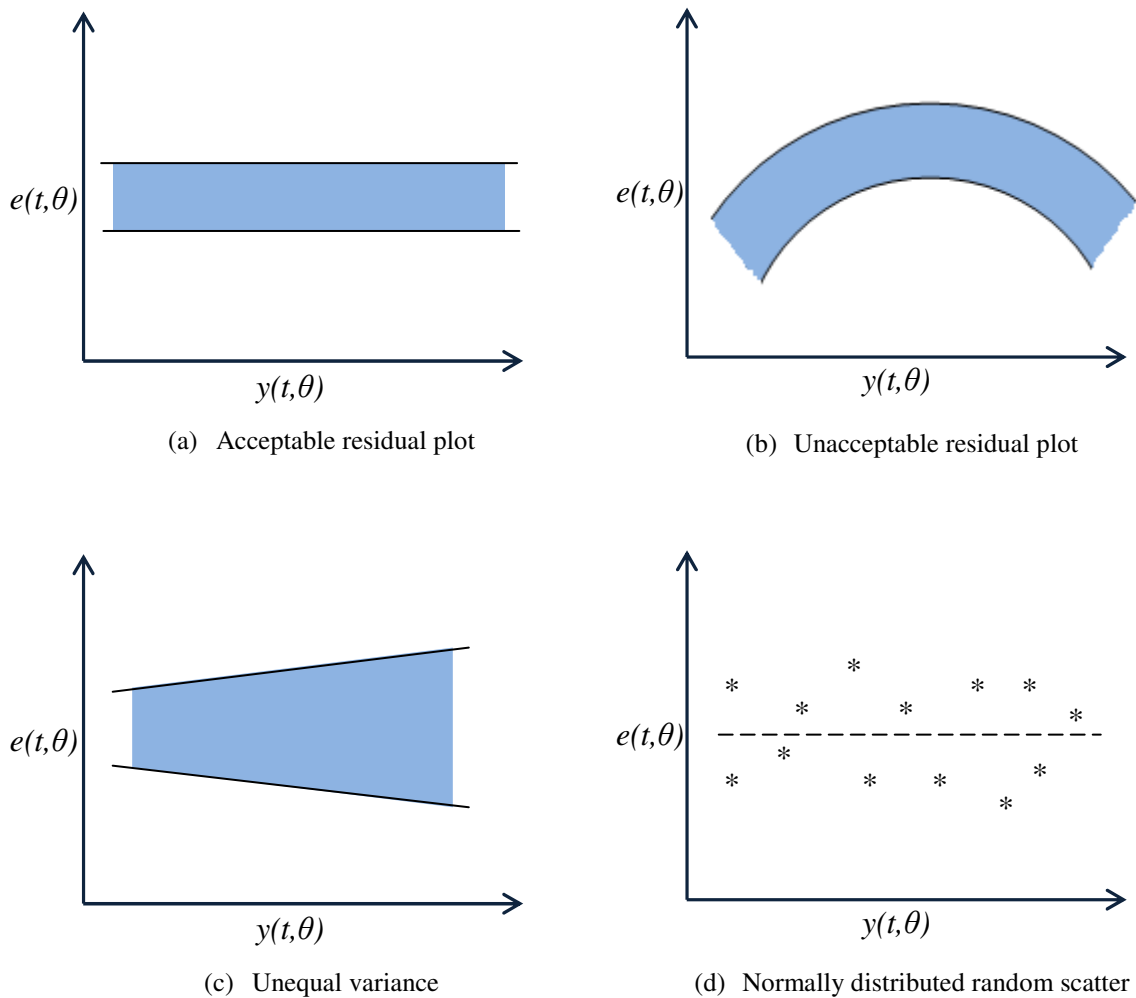 e(t,θ)
y(t,θ)
(a) Acceptable residual plot
e(t,θ)
y(t,θ)
(b) Unacceptable residual plot
e(t,θ)
y(t,θ)
(c) Unequal variance
e(t,θ)
* * * * * * *
* * * * * *
(d) Normally distributed random scatter